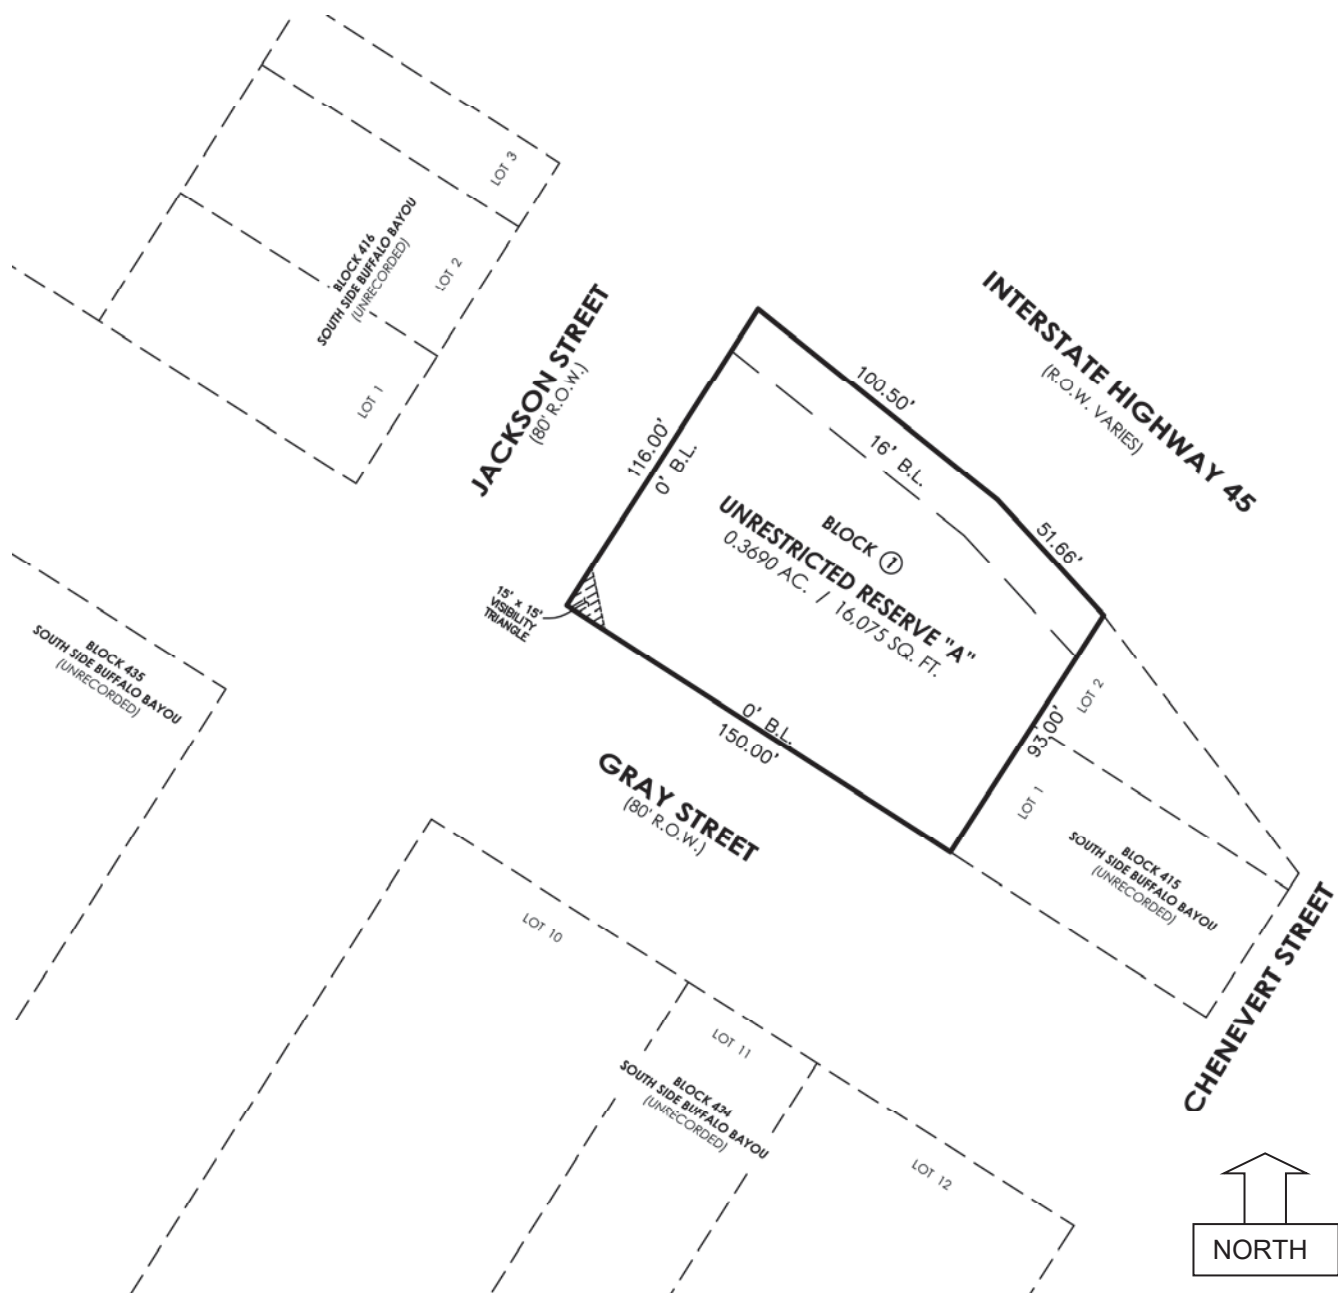 LOT 3
BLOCK 416
SOUTH SIDE BUFFALO BAYOU
(UNRECORDED)
LOT 2
LOT 1
JACKSON STREET
(80' R.O.W.)
INTERSTATE HIGHWAY 45
(R.O.W. VARIES)
100.50'
16' B.L.
116.00'
0' B.L.
51.66'
BLOCK 1
UNRESTRICTED RESERVE "A"
0.3690 AC. / 16,075 SQ. FT.
15' x 15'
VISIBILITY
TRIANGLE
BLOCK 435
SOUTH SIDE BUFFALO BAYOU
(UNRECORDED)
0' B.L.
150.00'
93.00'
LOT 2
LOT 1
GRAY STREET
(80' R.O.W.)
BLOCK 415
SOUTH SIDE BUFFALO BAYOU
(UNRECORDED)
CHENEVERT STREET
LOT 10
LOT 11
BLOCK 434
SOUTH SIDE BUFFALO BAYOU
(UNRECORDED)
LOT 12
NORTH